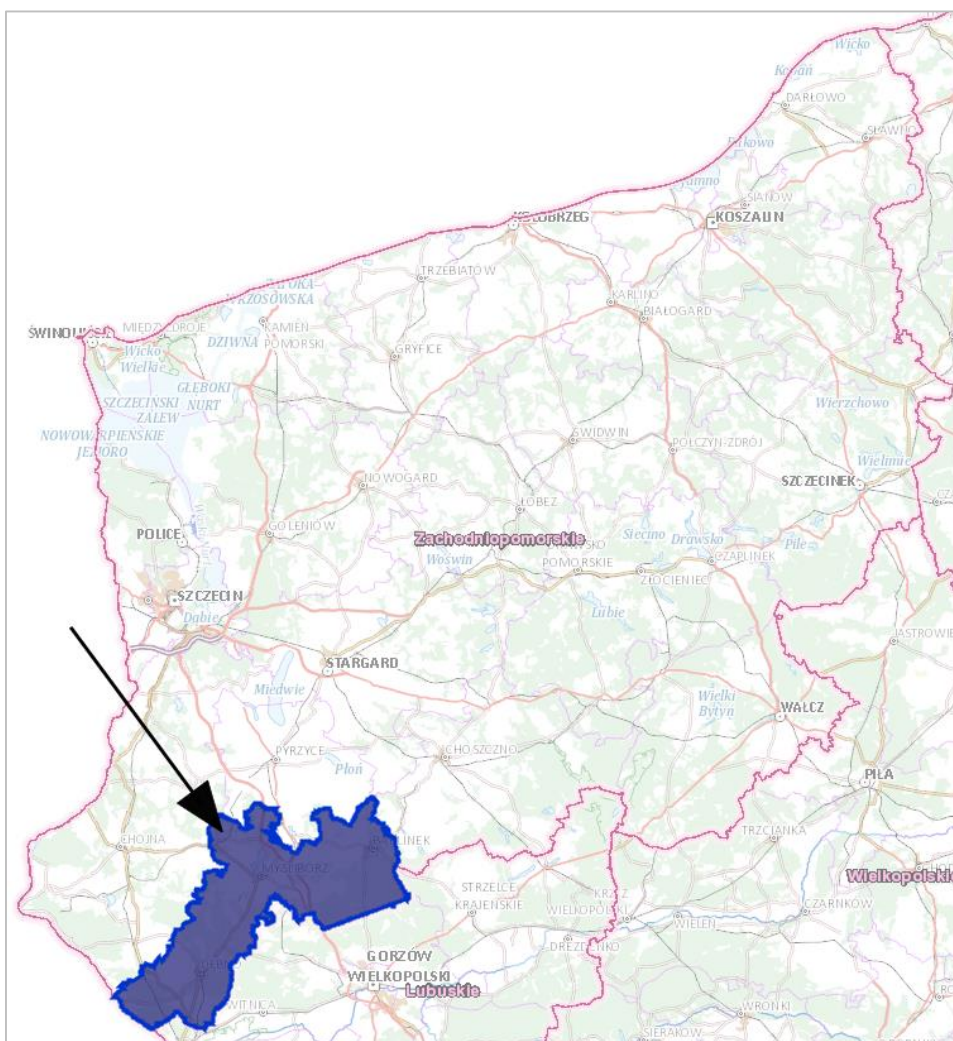 Wicko
Kopań
DARŁOWO
SŁAWNO
Bukowo
Jamno
SIANÓW
KOŁOBRZEG
KOSZALIN
TRZEBIATÓW
KARLINO
BIAŁOGARD
WRZOSOWSKA
KAMIEŃ
POMORSKI
MIĘDZYZDROJE
DZIWNA
Wicko
Wielkie
GRYFICE
GŁĘBOKI
NURT
SZCZECIŃSKI
ZALEW
NOWOWARPIEŃSKIE
JEZIORO
Wierzchowo
ŚWIDWIN
POŁCZYN-ZDRÓJ
Wielimie
SZCZECINEK
NOWOGARD
ŁOBEZ
POLICE
GOLENIÓW
Zachodniopomorskie
Siecino
Drawsko
Pile
CZAPLINEK
Woświn
POMORSKIE
ZŁOCIENIEC
JASTROWIE
SZCZECIN
Dąbie
Lubie
STARGARD
Miedwie
Wielki
Bytyń
WAŁCZ
PYRZYCE
Płoń
CHOSZCZNO
PIŁA
CHOJNA
MYŚLIBÓRZ
TRZCIANKA
Wielkopolskie
STRZELCE
KRAJEŃSKIE
KRZYŻ
WIELKOPOLSKI
WIELEŃ
CZARNKÓW
DREZDENKO
GORZÓW
WIELKOPOLSKI
Lubuskie
WITNICA
WRONKI
SIERAKÓW